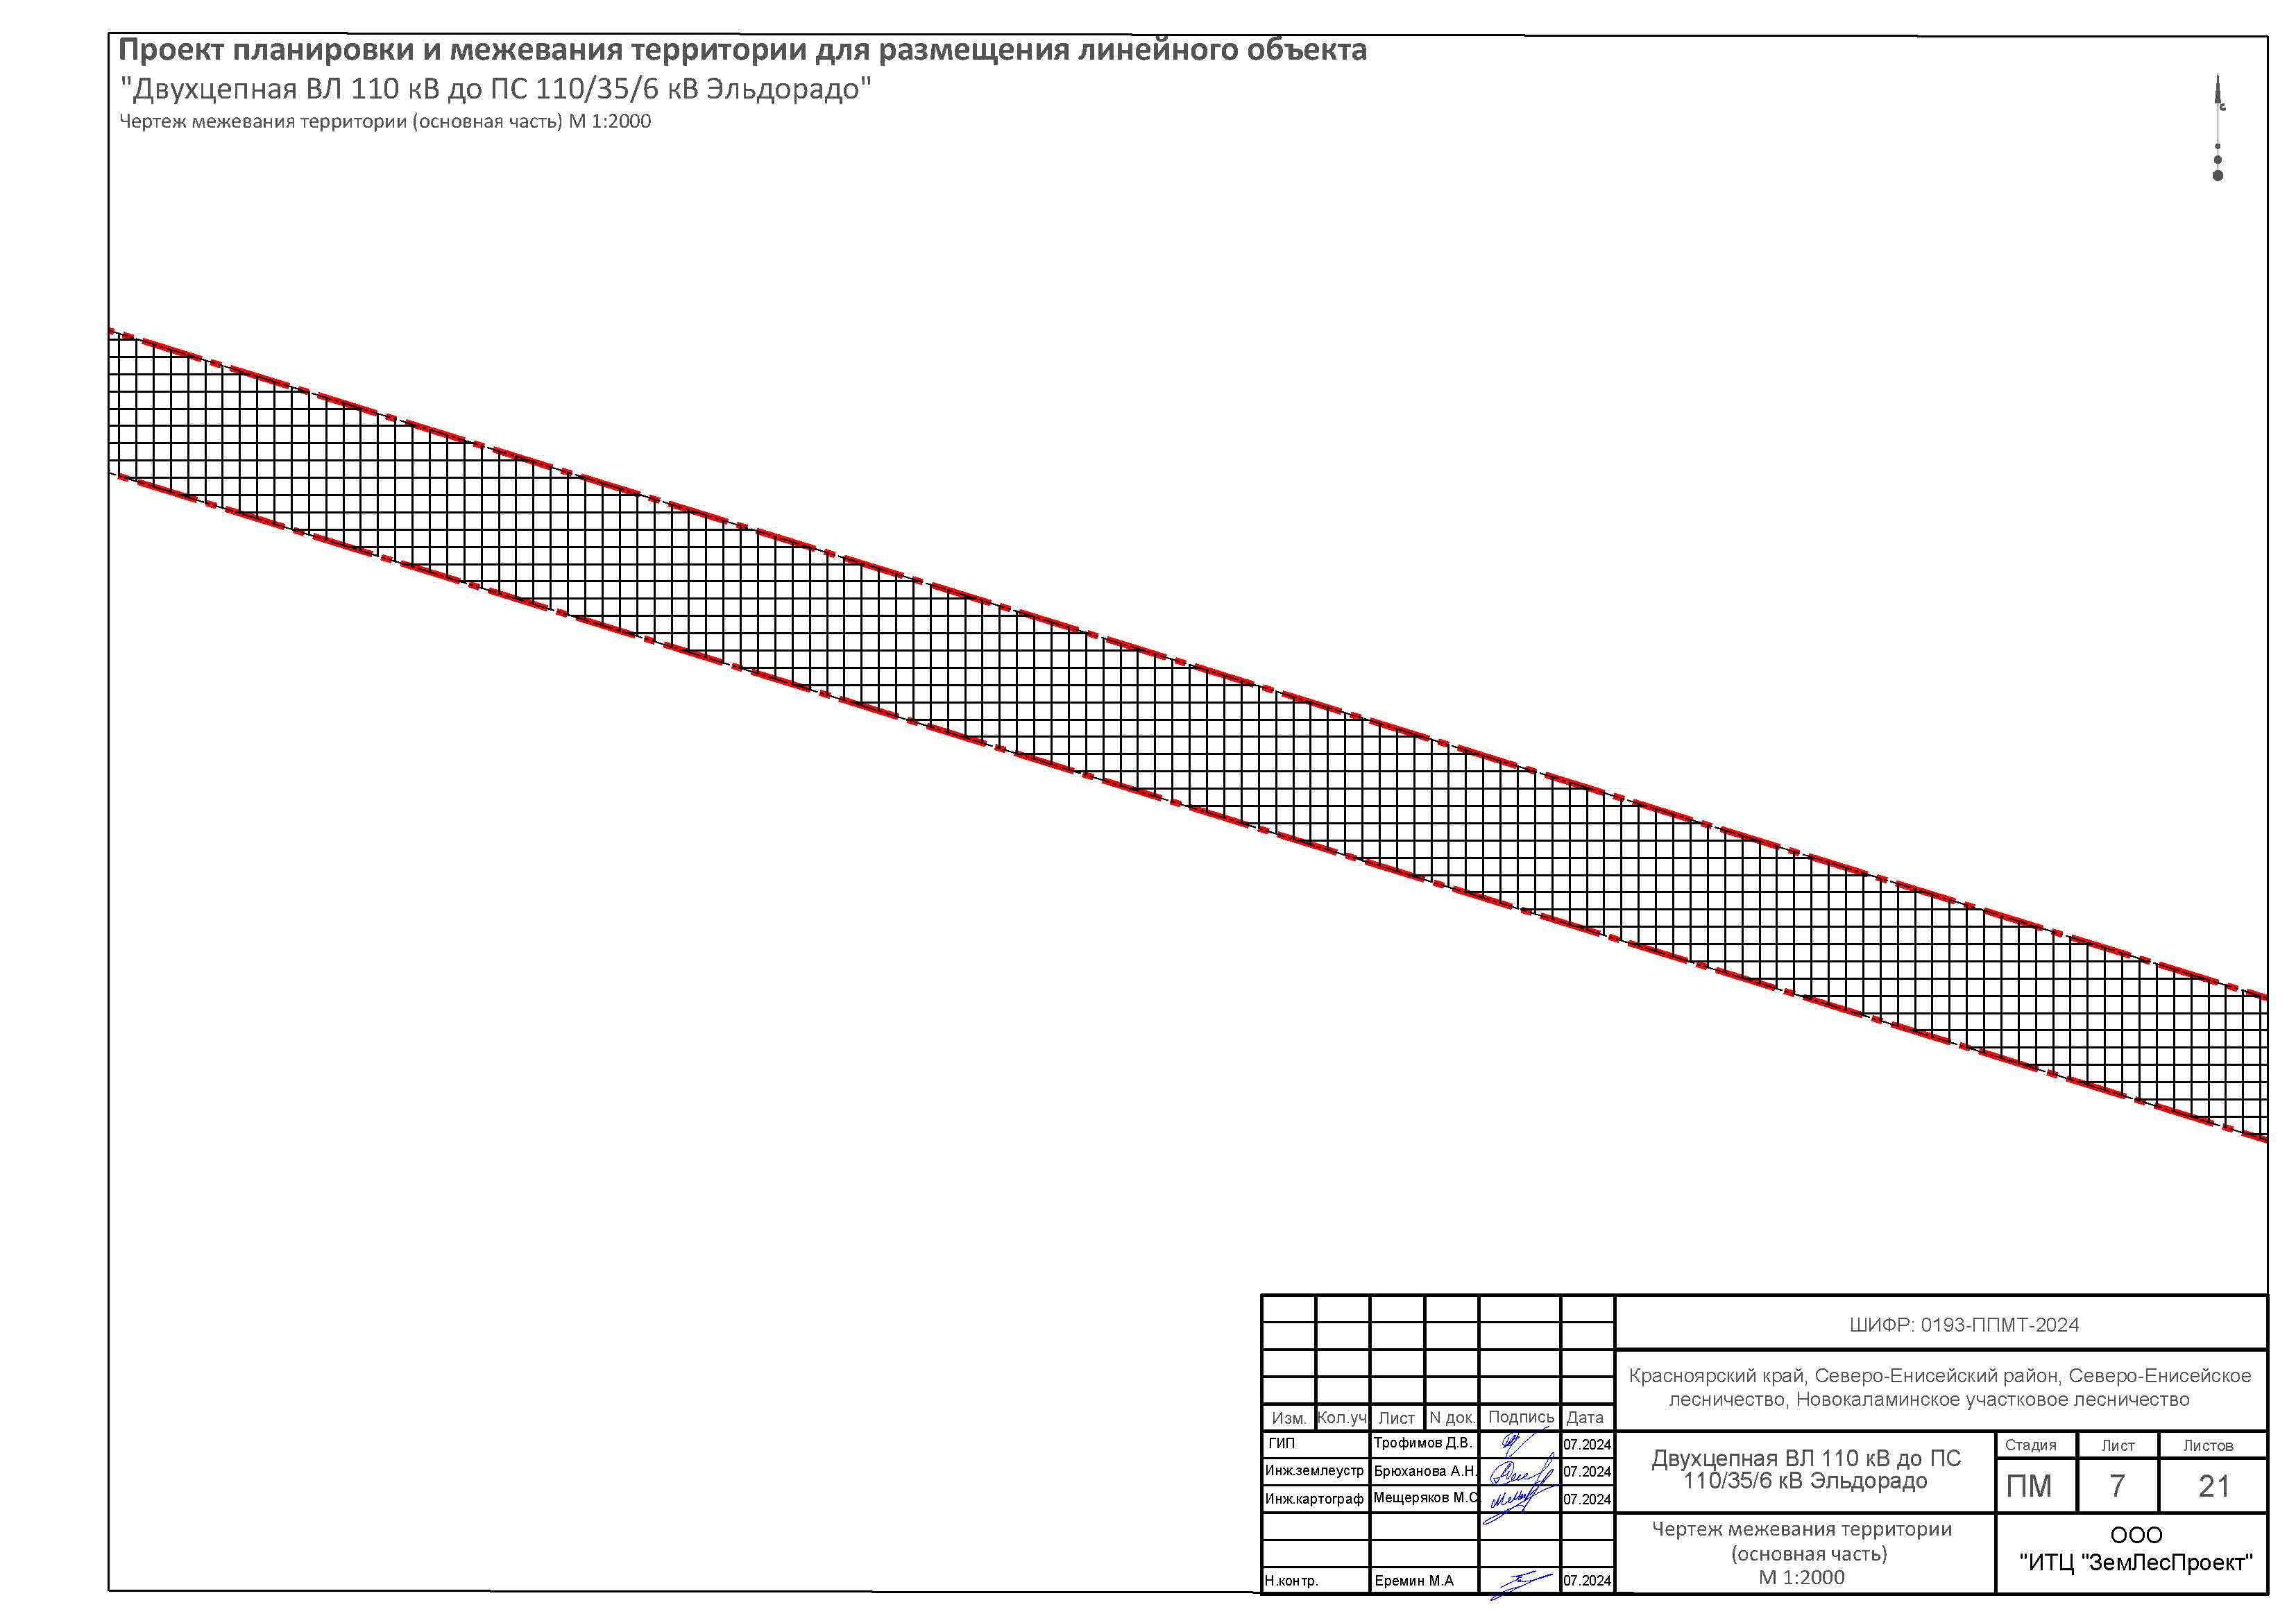 Проект планировки и межевания территории для размещения линейного объекта
"Двухцепная ВЛ 110 кВ до ПС 110/35/6 кВ Эльдорадо"
Чертеж межевания территории (основная часть) М 1:2000
с
ШИФР: 0193-ППМТ-2024
Красноярский край, Северо-Енисейский район, Северо-Енисейское
лесничество, Новокаламинское участковое лесничество
Изм. Кол.уч Лист N док. Подпись Дата
ГИП Трофимов Д.В. 07.2024
Инж.землеустр Брюханова А.Н. 07.2024
Инж.картограф Мещеряков М.С 07.2024
Н.контр. Еремин М.А 07.2024
Двухцепная ВЛ 110 кВ до ПС
110/35/6 кВ Эльдорадо
Стадия Лист Листов
ПМ 7 21
Чертеж межевания территории
(основная часть)
М 1:2000
ООО
"ИТЦ "ЗемЛесПроект"